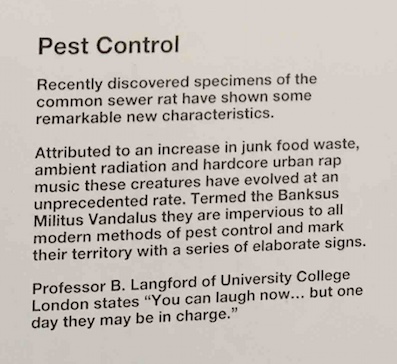 Pest Control
Recently discovered specimens of the
common sewer rat have shown some
remarkable new characteristics.
Attributed to an increase in junk food waste,
ambient radiation and hardcore urban rap
music these creatures have evolved at an
unprecedented rate. Termed the Banksus
Militus Vandalus they are impervious to all
modern methods of pest control and mark
their territory with a series of elaborate signs.
Professor B. Langford of University College
London states “You can laugh now... but one
day they may be in charge.”